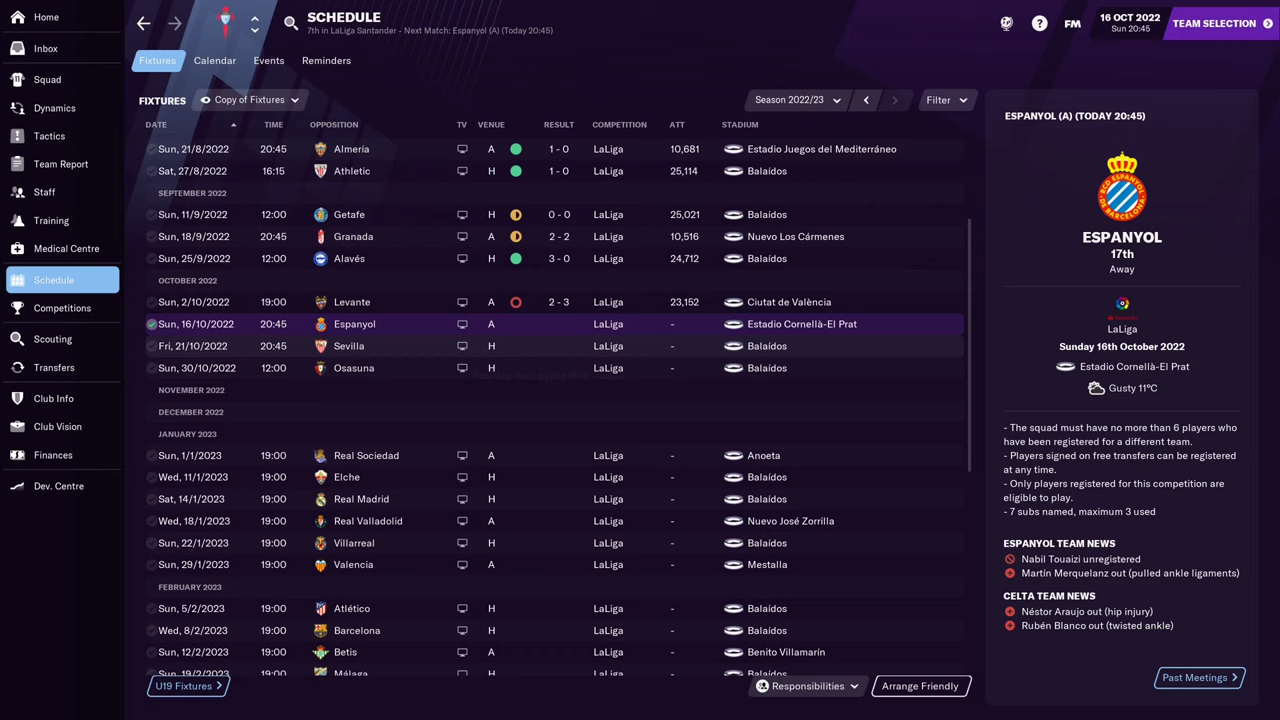 Home
Inbox
Squad
Dynamics
Tactics
Team Report
Staff
Training
Medical Centre
Schedule
Competitions
Scouting
Transfers
Club Info
Club Vision
Finances
Dev. Centre
SCHEDULE
7th in LaLiga Santander - Next Match: Espanyol (A) (Today 20:45)
FM
16 OCT 2022
Sun 20:45
TEAM SELECTION
Fixtures Calendar Events Reminders
FIXTURES Copy of Fixtures Season 2022/23 Filter
DATE TIME OPPOSITION TV VENUE RESULT COMPETITION ATT STADIUM
Sun, 21/8/2022 20:45 Almería A 1 - 0 LaLiga 10,681 Estadio Juegos del Mediterráneo
Sat, 27/8/2022 16:15 Athletic H 1 - 0 LaLiga 25,114 Balaídos
SEPTEMBER 2022
Sun, 11/9/2022 12:00 Getafe H 0 - 0 LaLiga 25,021 Balaídos
Sun, 18/9/2022 20:45 Granada A 2 - 2 LaLiga 10,516 Nuevo Los Cármenes
Sun, 25/9/2022 12:00 Alavés H 3 - 0 LaLiga 24,712 Balaídos
OCTOBER 2022
Sun, 2/10/2022 19:00 Levante A 2 - 3 LaLiga 23,152 Ciutat de València
Sun, 16/10/2022 20:45 Espanyol A LaLiga - Estadio Cornellà-El Prat
Fri, 21/10/2022 20:45 Sevilla H LaLiga - Balaídos
Sun, 30/10/2022 12:00 Osasuna H LaLiga - Balaídos
NOVEMBER 2022
DECEMBER 2022
JANUARY 2023
Sun, 1/1/2023 19:00 Real Sociedad A LaLiga - Anoeta
Wed, 11/1/2023 19:00 Elche H LaLiga - Balaídos
Sat, 14/1/2023 19:00 Real Madrid H LaLiga - Balaídos
Wed, 18/1/2023 19:00 Real Valladolid A LaLiga - Nuevo José Zorrilla
Sun, 22/1/2023 19:00 Villarreal H LaLiga - Balaídos
Sun, 29/1/2023 19:00 Valencia A LaLiga - Mestalla
FEBRUARY 2023
Sun, 5/2/2023 19:00 Atlético H LaLiga - Balaídos
Wed, 8/2/2023 19:00 Barcelona H LaLiga - Balaídos
Sun, 12/2/2023 19:00 Betis A LaLiga - Benito Villamarín
Sun, 19/2/2023 19:00 Málaga H LaLiga - Balaídos
U19 Fixtures Responsibilities Arrange Friendly
ESPANYOL (A) (TODAY 20:45)
ESPANYOL
17th
Away
LaLiga
Sunday 16th October 2022
Estadio Cornellà-El Prat
Gusty 11°C
- The squad must have no more than 6 players who
have been registered for a different team.
- Players signed on free transfers can be registered
at any time.
- Only players registered for this competition are
eligible to play.
- 7 subs named, maximum 3 used
ESPANYOL TEAM NEWS
Nabil Touaizi unregistered
Martín Merquelanz out (pulled ankle ligaments)
CELTA TEAM NEWS
Néstor Araujo out (hip injury)
Rubén Blanco out (twisted ankle)
Past Meetings